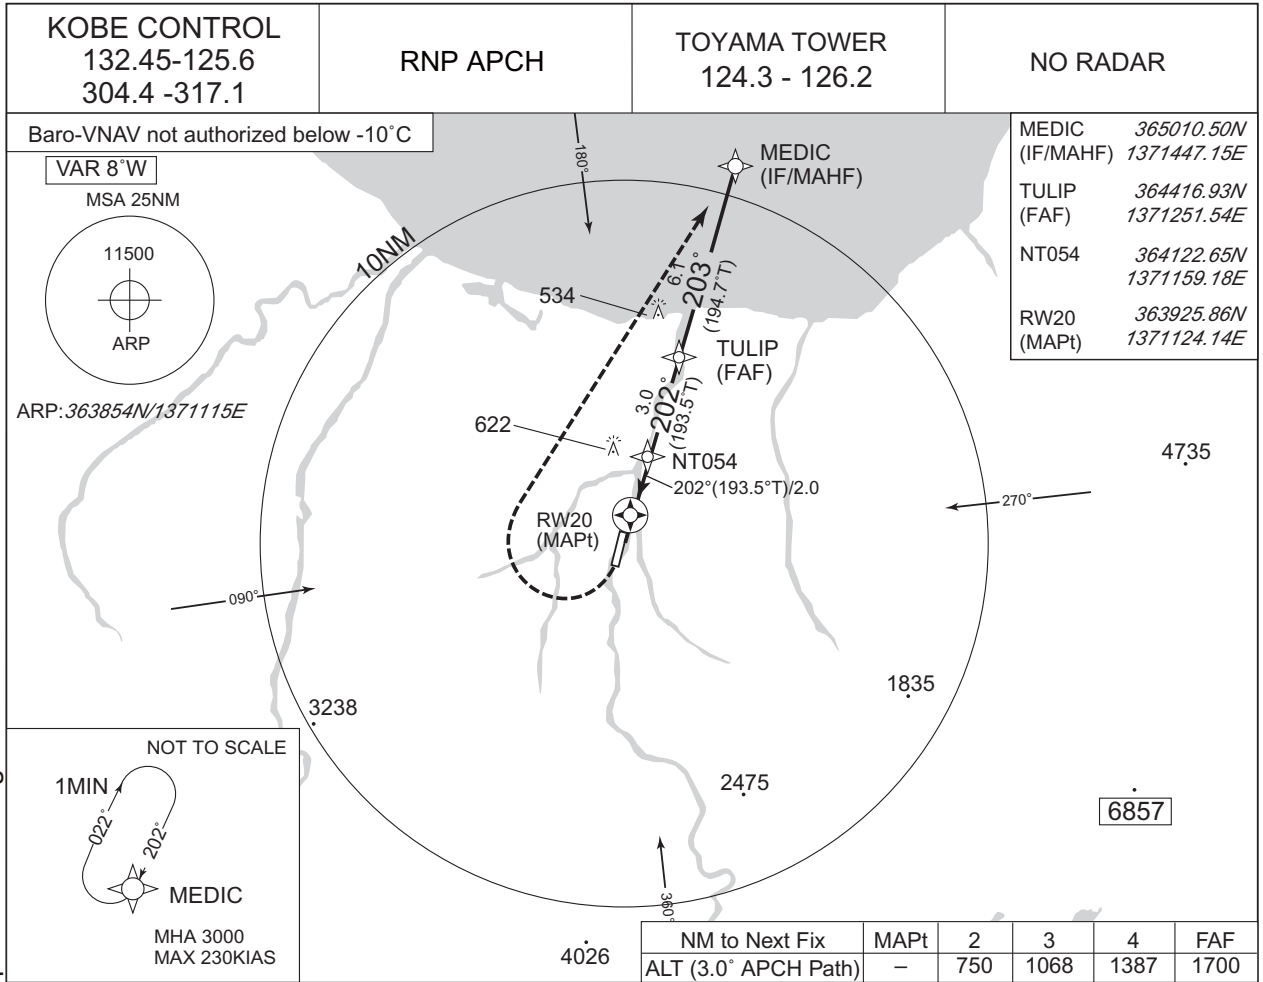 KOBE CONTROL
132.45-125.6
304.4 -317.1
RNP APCH
TOYAMA TOWER
124.3 - 126.2
NO RADAR
Baro-VNAV not authorized below -10˚C
VAR 8˚W
MSA 25NM
11500
ARP
ARP:363854N/1371115E
MEDIC 365010.50N
(IF/MAHF) 1371447.15E
TULIP 364416.93N
(FAF) 1371251.54E
NT054 364122.65N
1371159.18E
RW20 363925.86N
(MAPt) 1371124.14E
180°
MEDIC
(IF/MAHF)
10NM
6.1
203°
(194.7˚T)
534
TULIP
(FAF)
3.0
202°
(193.5°T)
622
NT054
202°(193.5°T)/2.0
4735
270°
RW20
(MAPt)
090°
1835
3238
2475
6857
360°
4026
NOT TO SCALE
1MIN
022°
202°
MEDIC
MHA 3000
MAX 230KIAS
NM to Next Fix MAPt 2 3 4 FAF
ALT (3.0˚ APCH Path) – 750 1068 1387 1700